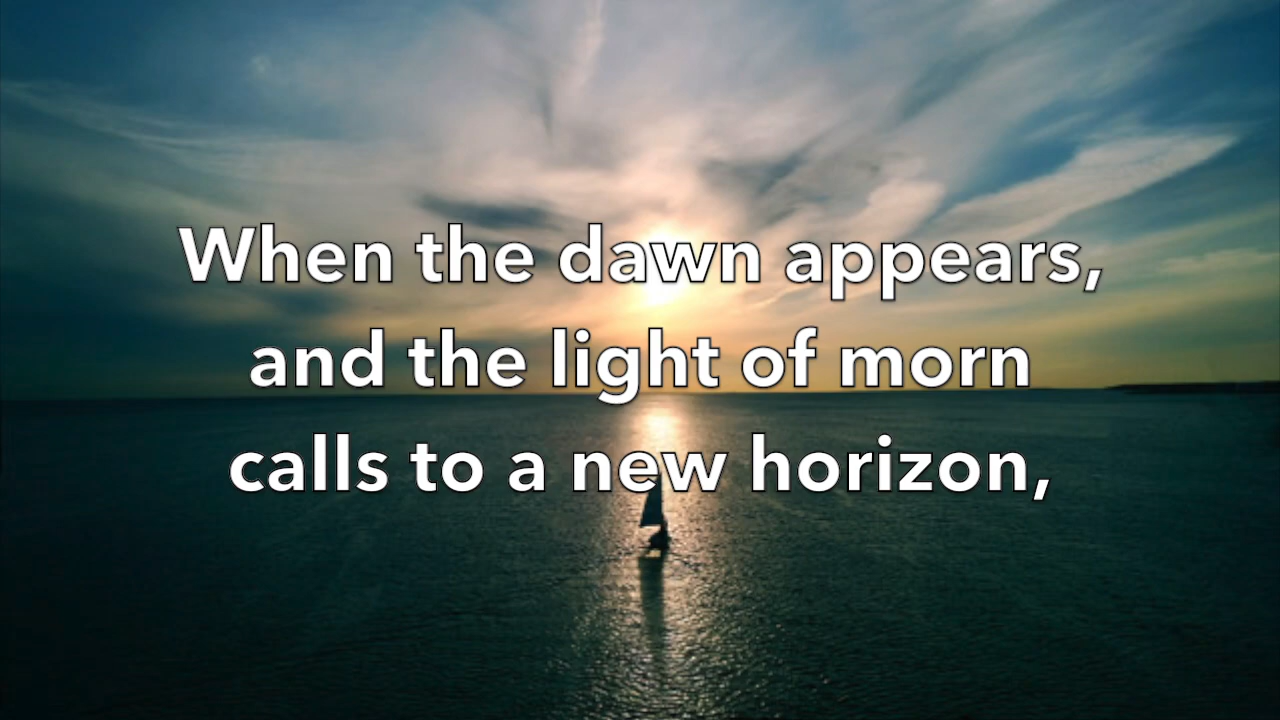 When the dawn appears,
and the light of morn
calls to a new horizon,